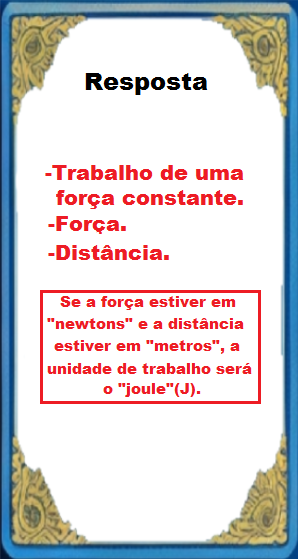 Resposta
-Trabalho de uma
força constante.
-Força.
-Distância.
Se a força estiver em
"newtons" e a distância
estiver em "metros", a
unidade de trabalho será
o "joule"(J).